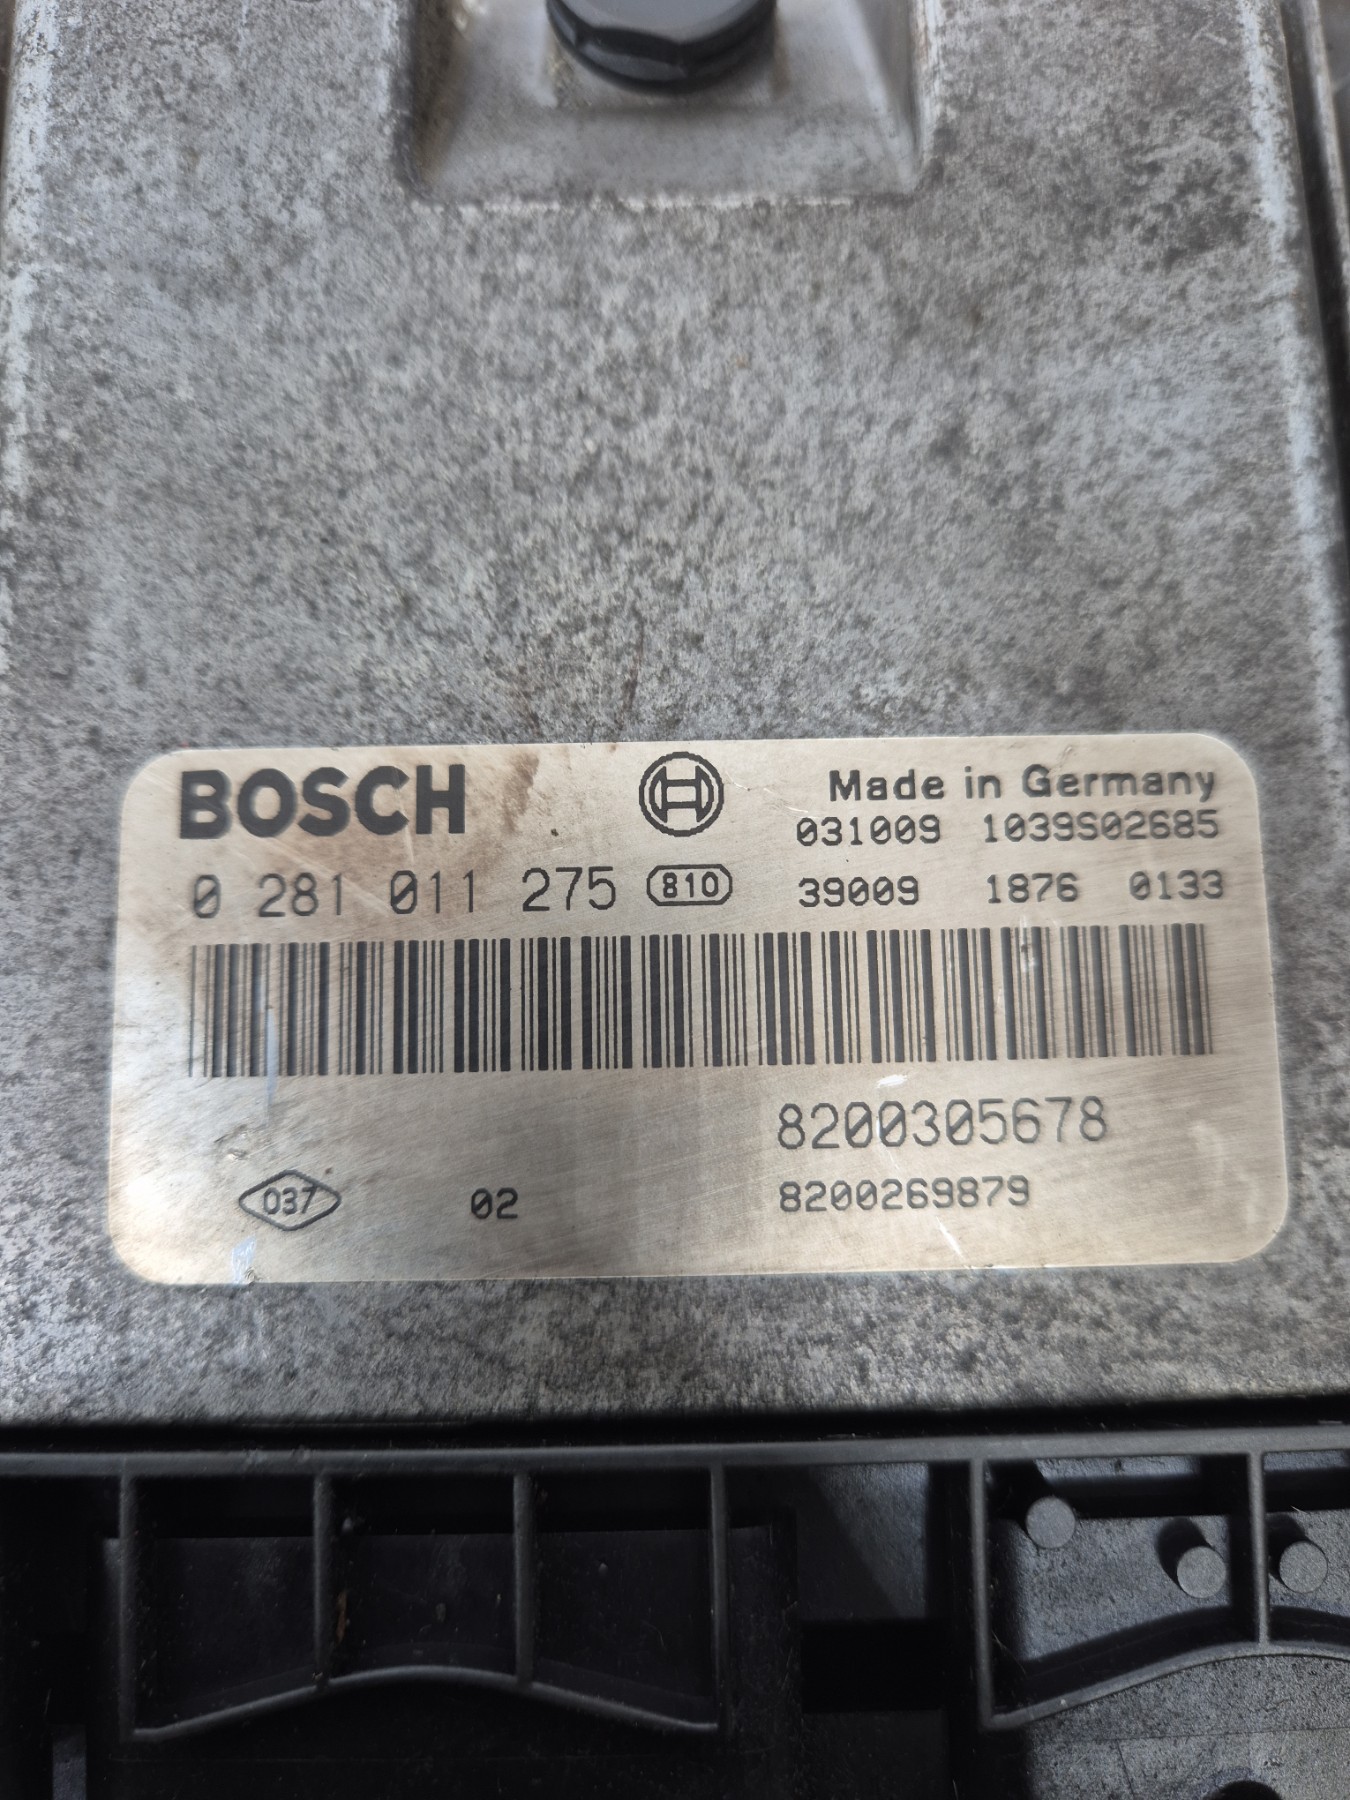 BOSCH
Made in Germany
031009 1039S02685
0 281 011 275 810 39009 1876 0133
8200305678
037 02 8200269879